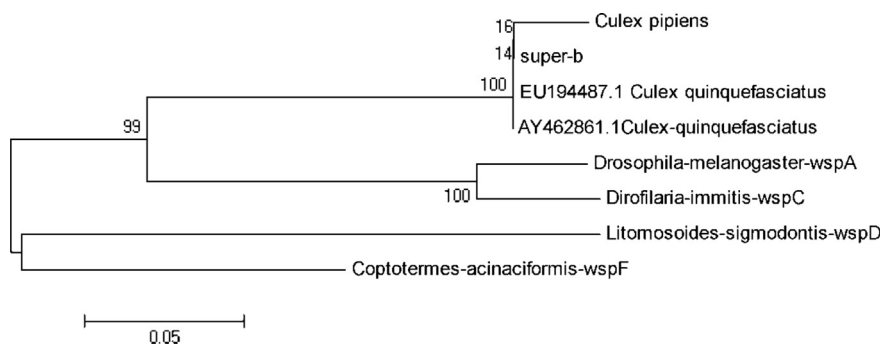 16
Culex pipiens
14
super-b
100
EU194487.1 Culex quinquefasciatus
AY462861.1Culex-quinquefasciatus
99
Drosophila-melanogaster-wspA
100
Dirofilaria-immitis-wspC
Litomosoides-sigmodontis-wspD
Coptotermes-acinaciformis-wspF
0.05